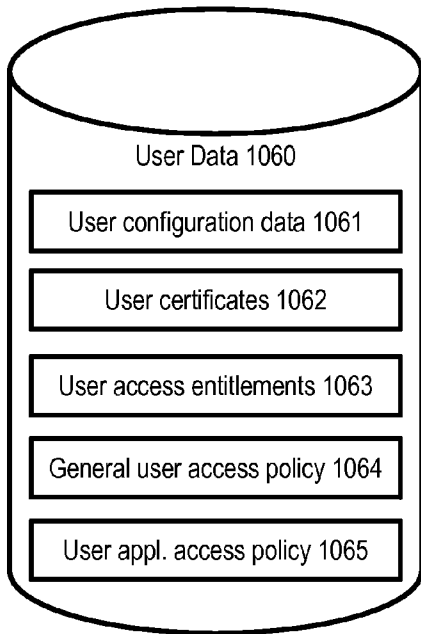 User Data 1060
User configuration data 1061
User certificates 1062
User access entitlements 1063
General user access policy 1064
User appl. access policy 1065